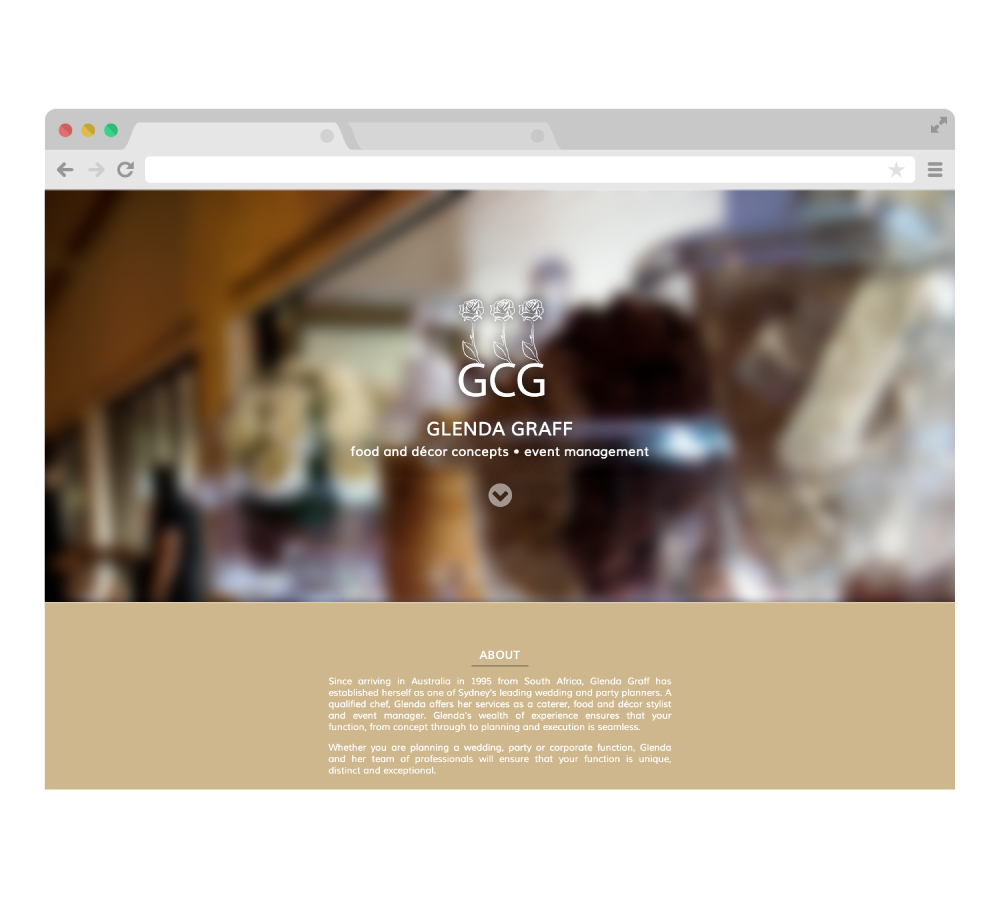 GCG
GLENDA GRAFF
food and décor concepts • event management
ABOUT
Since arriving in Australia in 1995 from South Africa, Glenda Graff has
established herself as one of Sydney's leading wedding and party planners. A
qualified chef, Glenda offers her services as a caterer, food and décor stylist
and event manager. Glenda's wealth of experience ensures that your
function, from concept through to planning and execution is seamless.
Whether you are planning a wedding, party or corporate function, Glenda
and her team of professionals will ensure that your function is unique,
distinct and exceptional.